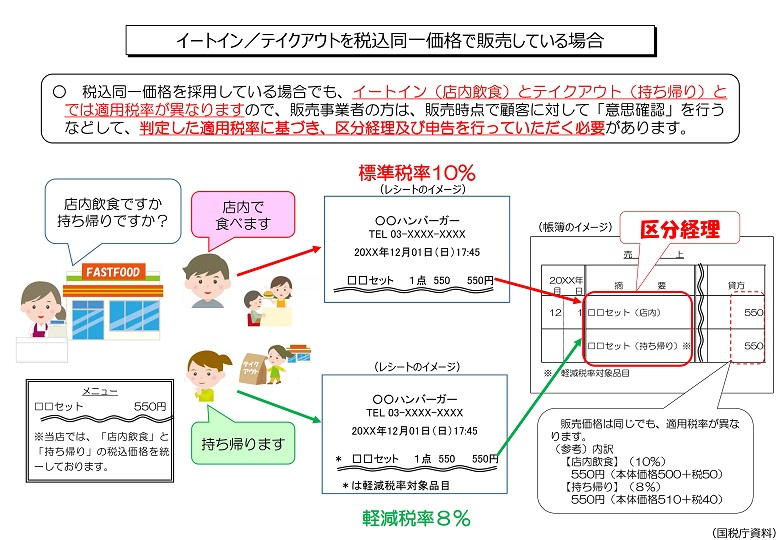 イートイン／テイクアウトを税込同一価格で販売している場合
○　税込同一価格を採用している場合でも、イートイン（店内飲食）とテイクアウト（持ち帰り）と
では適用税率が異なりますので、販売事業者の方は、販売時点で顧客に対して「意思確認」を行う
などして、判定した適用税率に基づき、区分経理及び申告を行っていただく必要があります。
標準税率10％
（レシートのイメージ）
店内飲食ですか
持ち帰りですか？
店内で
食べます
FASTFOOD
〇〇ハンバーガー
TEL 03-XXXX-XXXX
20XX年12月01日（日）17:45
□□セット　1点　550　550円
（帳簿のイメージ）
区分経理
売　上
20XX年
月　日
摘　要
貸方
12　1
□□セット（店内）
550
□□セット（持ち帰り）※
550
※　軽減税率対象品目
テイク
アウト
持ち帰ります
メニュー
□□セット　550円
※当店では、「店内飲食」と
「持ち帰り」の税込価格を統
一しております。
（レシートのイメージ）
〇〇ハンバーガー
TEL 03-XXXX-XXXX
20XX年12月01日（日）17:45
*　□□セット　1点　550　550円
* は軽減税率対象品目
軽減税率８％
販売価格は同じでも、適用税率が異な
ります。
（参考）内訳
【店内飲食】（10％）
550円（本体価格500＋税50）
【持ち帰り】（８％）
550円（本体価格510＋税40）
（国税庁資料）